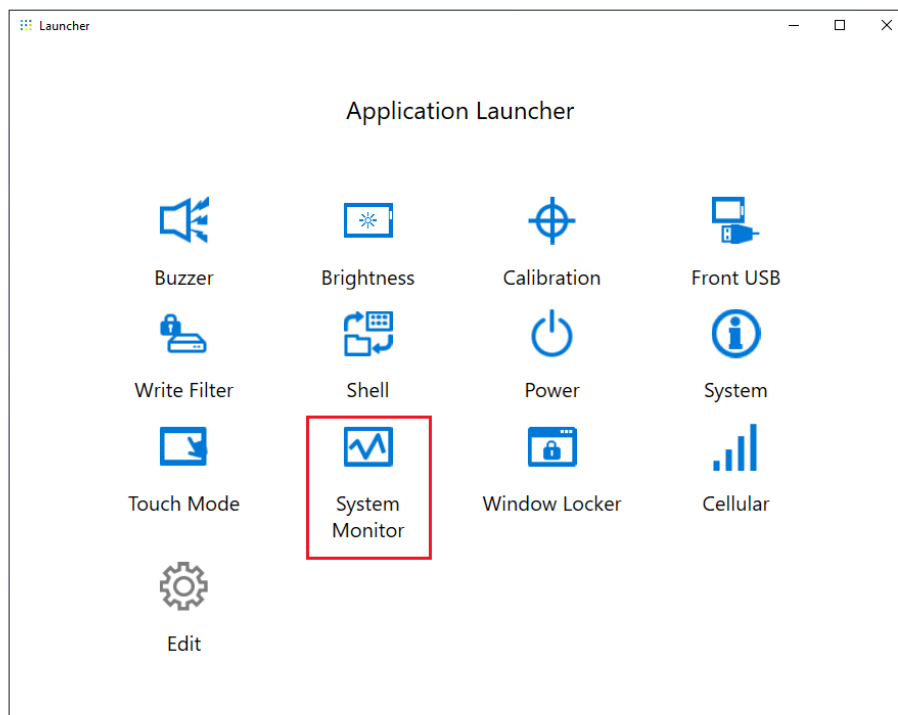 Launcher
Application Launcher
Buzzer
Brightness
Calibration
Front USB
Write Filter
Shell
Power
System
Touch Mode
System
Monitor
Window Locker
Cellular
Edit